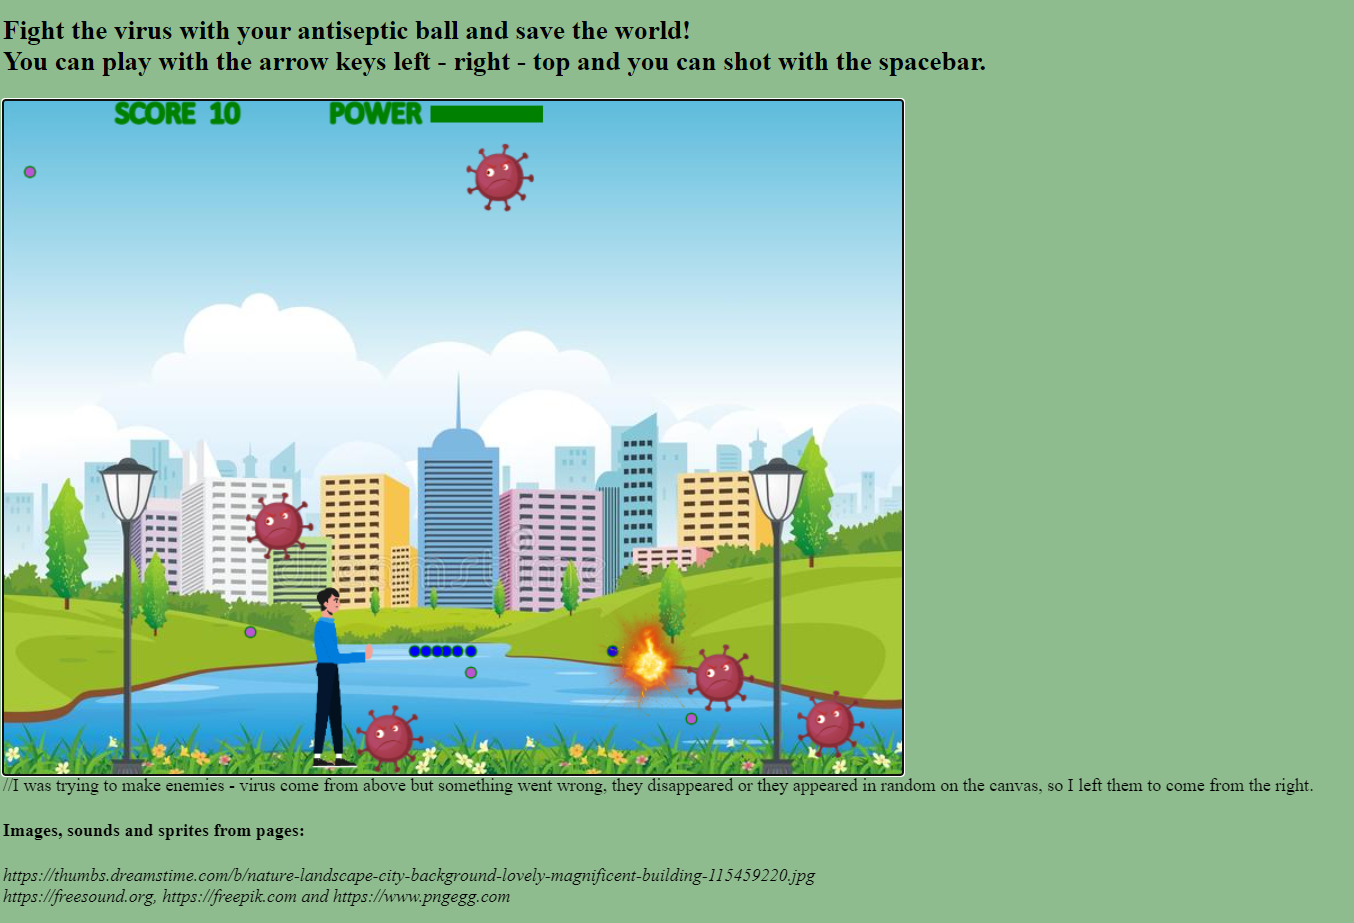 Fight the virus with your antiseptic ball and save the world!
You can play with the arrow keys left - right - top and you can shot with the spacebar.
SCORE 10 POWER
dreamstime
//I was trying to make enemies - virus come from above but something went wrong, they disappeared or they appeared in random on the canvas, so I left them to come from the right.
Images, sounds and sprites from pages:
https://thumbs.dreamstime.com/b/nature-landscape-city-background-lovely-magnificent-building-115459220.jpg
https://freesound.org, https://freepik.com and https://www.pngegg.com